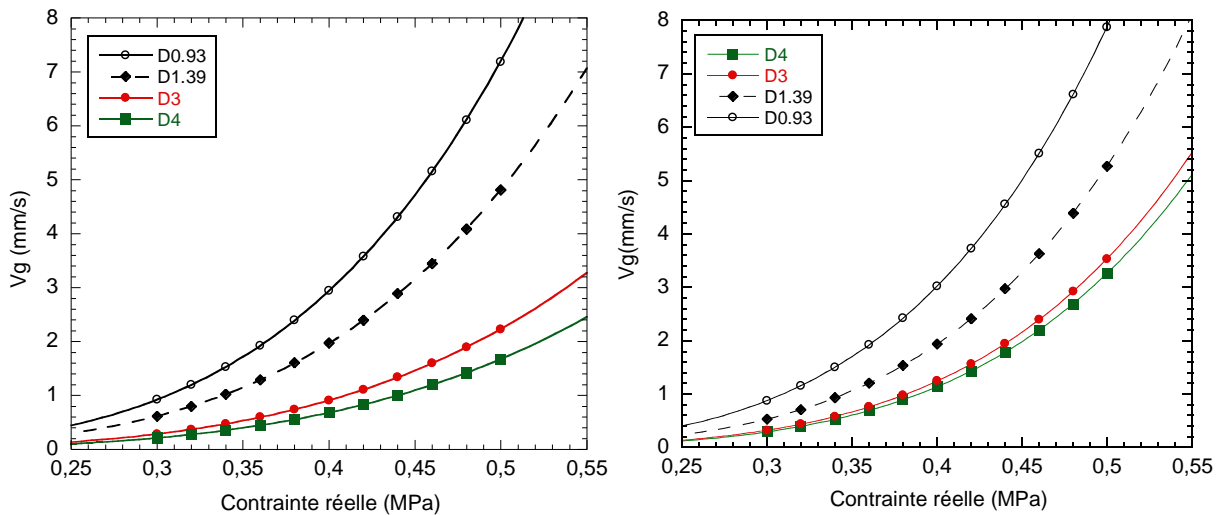 8
7
6
5
4
3
2
1
0
Vg (mm/s)
D0.93
D1.39
D3
D4
0,25
0,3
0,35
0,4
0,45
0,5
0,55
Contrainte réelle (MPa)
8
7
6
5
4
3
2
1
0
Vg(mm/s)
D4
D3
D1.39
D0.93
0,25
0,3
0,35
0,4
0,45
0,5
0,55
Contrainte réelle (MPa)